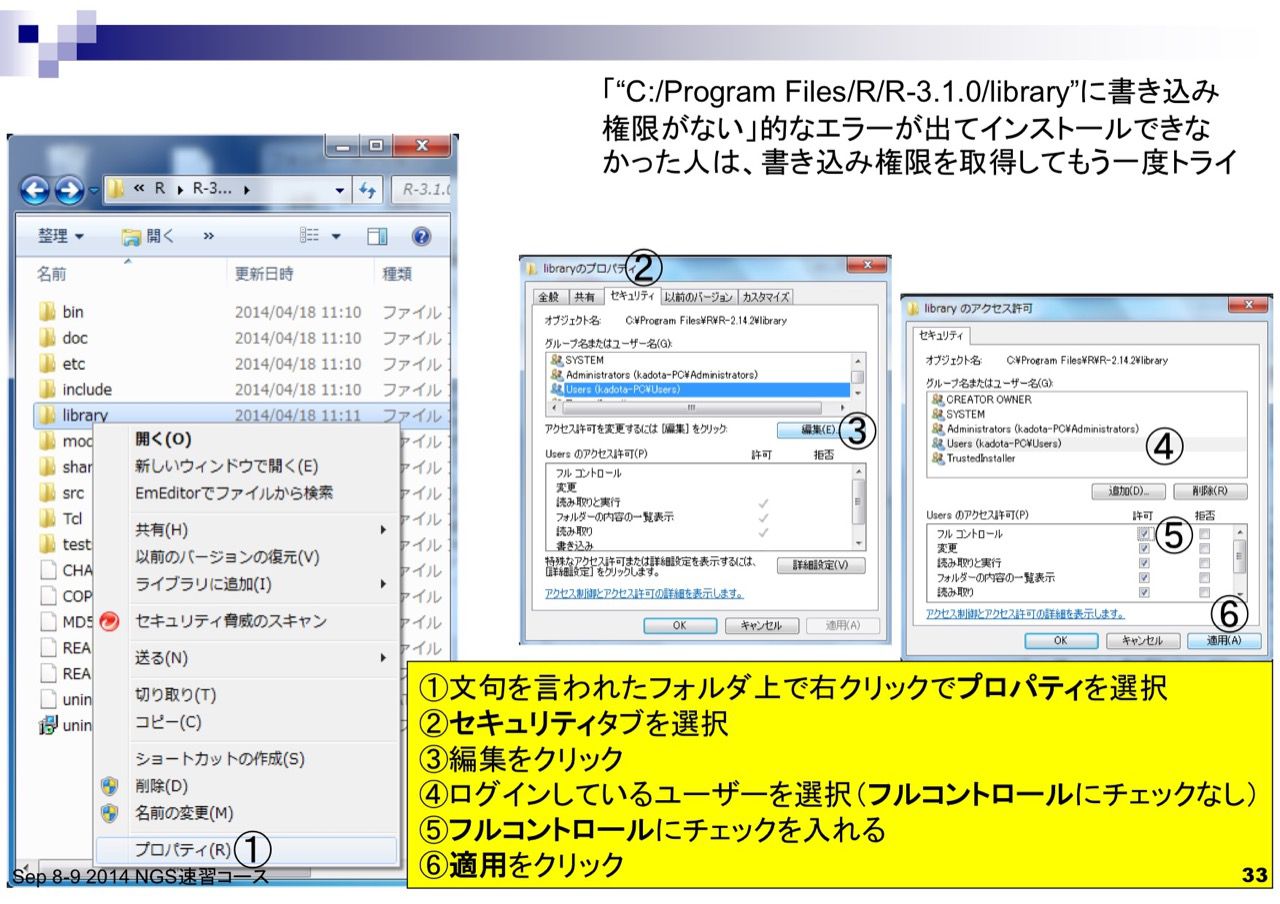 「“C:/Program Files/R/R-3.1.0/library”に書き込み
権限がない」的なエラーが出てインストールできな
かった人は、書き込み権限を取得してもう一度トライ
« R ▸ R-3... ▸
R-3.1.0
整理 開く »
名前 更新日時 種類
bin 2014/04/18 11:10 ファイル
doc 2014/04/18 11:10 ファイル
etc 2014/04/18 11:10 ファイル
include 2014/04/18 11:10 ファイル
library 2014/04/18 11:11 ファイル
moc
shar
src
Tcl
test
CHA
COP
MD5
REA
REA
unin
unin
開く(O)
新しいウィンドウで開く(E)
EmEditorでファイルから検索
共有(H)
以前のバージョンの復元(V)
ライブラリに追加(I)
セキュリティ脅威のスキャン
送る(N)
切り取り(T)
コピー(C)
ショートカットの作成(S)
削除(D)
名前の変更(M)
プロパティ(R) ①
libraryのプロパティ ②
全般 共有 セキュリティ 以前のバージョン カスタマイズ
オブジェクト名: C:¥Program Files¥R¥R-2.14.2¥library
グループ名またはユーザー名(G):
SYSTEM
Administrators (kadota-PC¥Administrators)
Users (kadota-PC¥Users)
アクセス許可を変更するには [編集] をクリック: 編集(E)... ③
Users のアクセス許可(P) 許可 拒否
フル コントロール
変更
読み取りと実行
フォルダーの内容の一覧表示
読み取り
書き込み
特殊なアクセス許可または詳細設定を表示するには、
[詳細設定] をクリックします。 詳細設定(V)
アクセス制御とアクセス許可の詳細を表示します。
OK キャンセル 適用(A)
library のアクセス許可
セキュリティ
オブジェクト名: C:¥Program Files¥R¥R-2.14.2¥library
グループ名またはユーザー名(G):
CREATOR OWNER
SYSTEM
Administrators (kadota-PC¥Administrators)
Users (kadota-PC¥Users) ④
TrustedInstaller
追加(D)... 削除(R)
Users のアクセス許可(P) 許可 拒否
フル コントロール ⑤
変更
読み取りと実行
フォルダーの内容の一覧表示
読み取り
アクセス制御とアクセス許可の詳細を表示します。
⑥
OK キャンセル 適用(A)
①文句を言われたフォルダ上で右クリックでプロパティを選択
②セキュリティタブを選択
③編集をクリック
④ログインしているユーザーを選択（フルコントロールにチェックなし）
⑤フルコントロールにチェックを入れる
⑥適用をクリック
Sep 8-9 2014 NGS速習コース
33